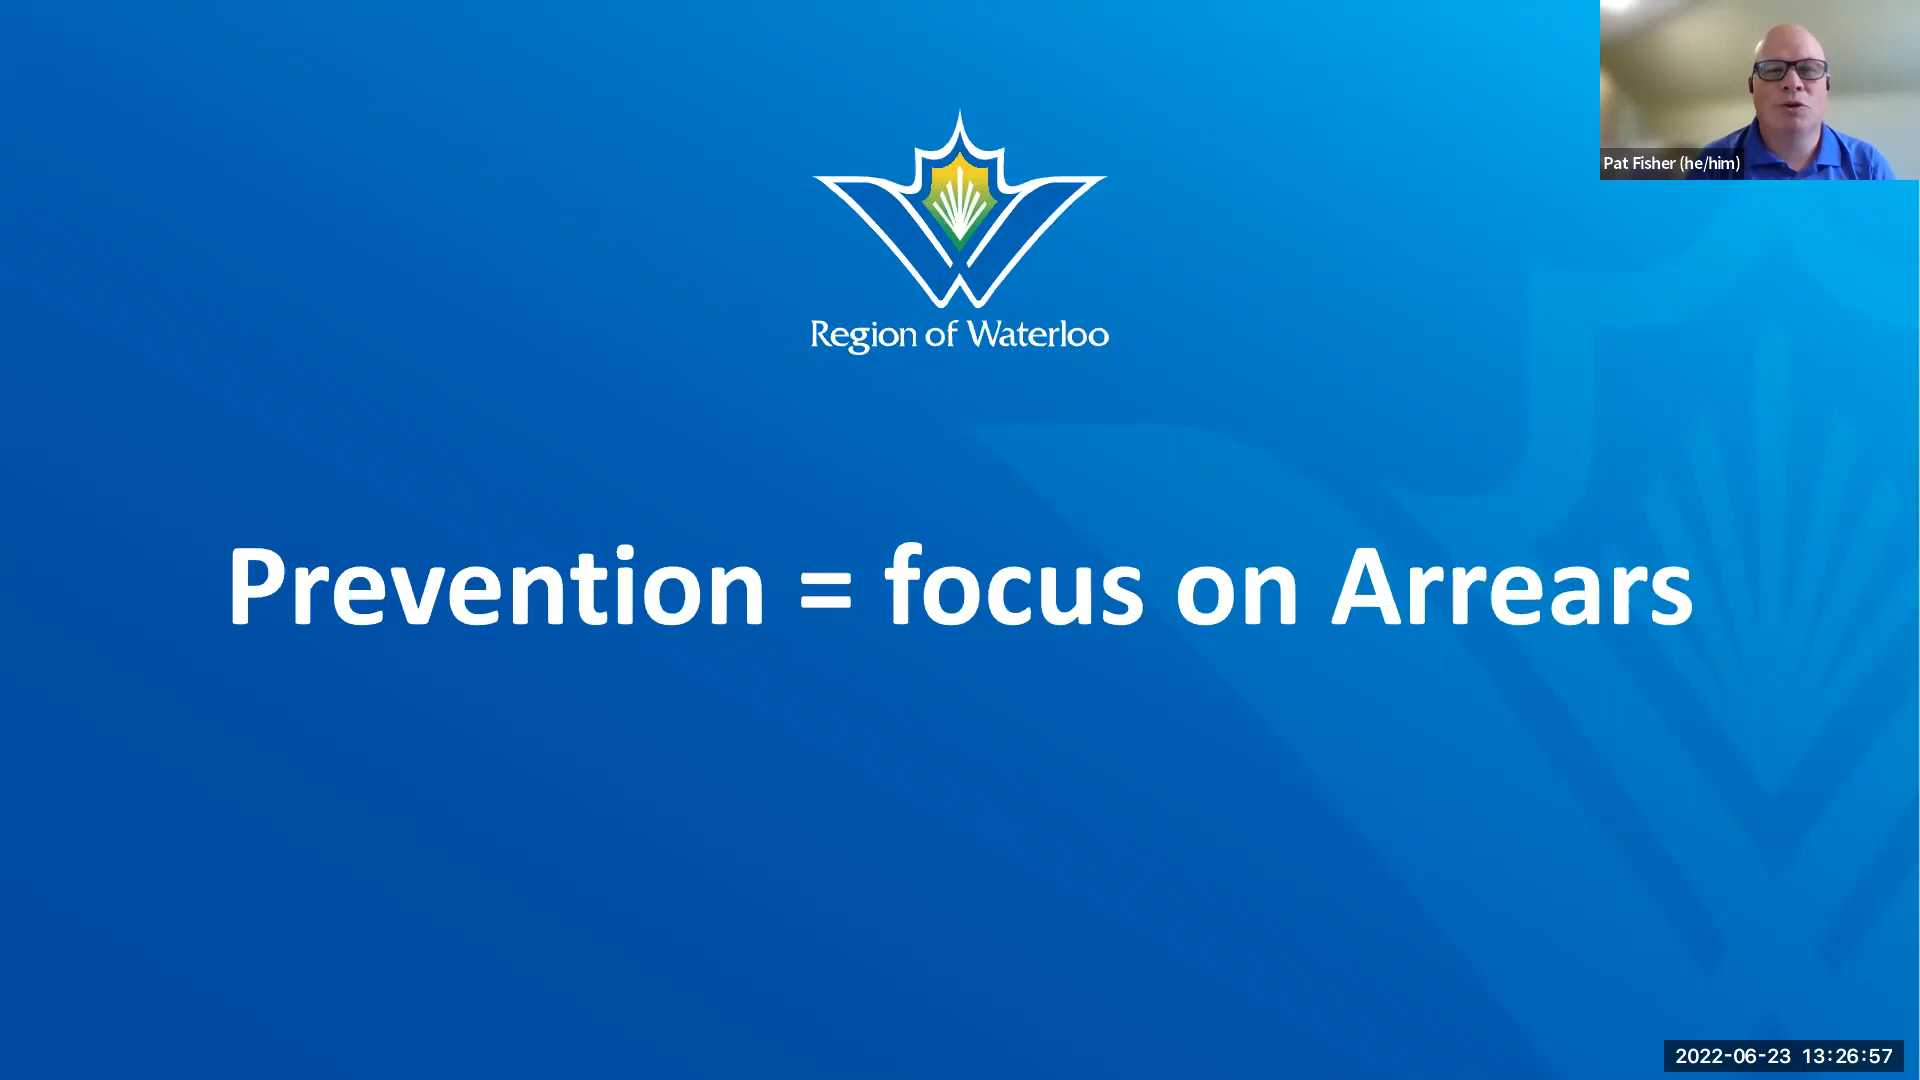 Pat Fisher (he/him)
Region of Waterloo
Prevention = focus on Arrears
2022-06-23 13:26:57